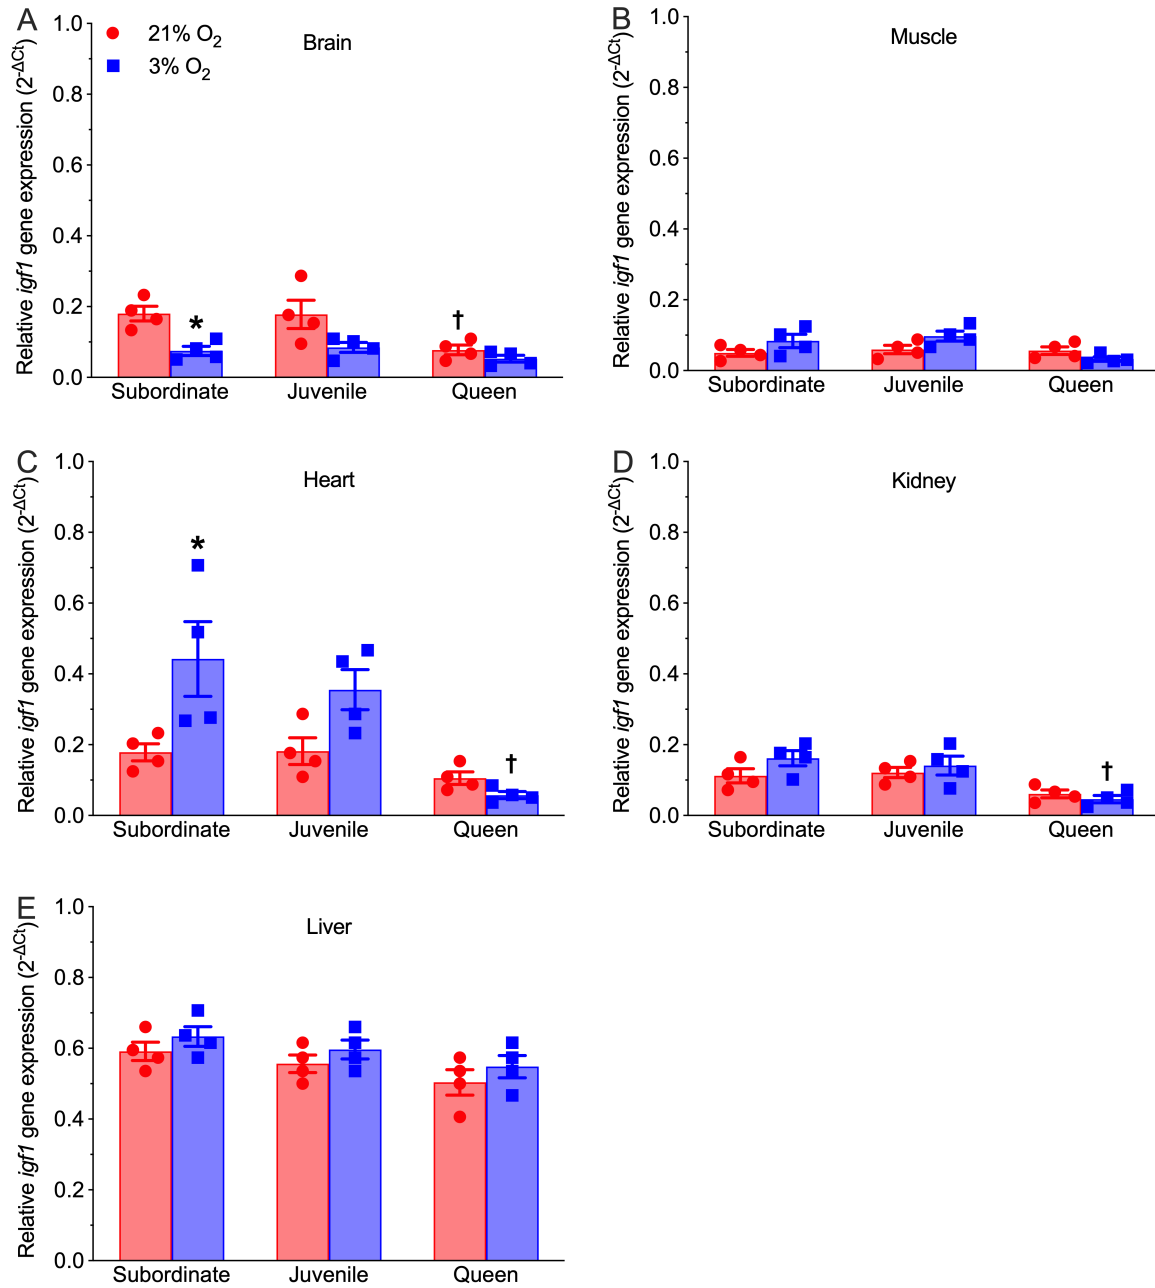 A
Brain
21% O2
3% O2
Relative igf1 gene expression (2-ΔCt)
1.0
0.8
0.6
0.4
0.2
0.0
*
†
Subordinate Juvenile Queen
B
Muscle
Relative igf1 gene expression (2-ΔCt)
1.0
0.8
0.6
0.4
0.2
0.0
Subordinate Juvenile Queen
C
Heart
Relative igf1 gene expression (2-ΔCt)
1.0
0.8
0.6
0.4
0.2
0.0
*
†
Subordinate Juvenile Queen
D
Kidney
Relative igf1 gene expression (2-ΔCt)
1.0
0.8
0.6
0.4
0.2
0.0
†
Subordinate Juvenile Queen
E
Liver
Relative igf1 gene expression (2-ΔCt)
1.0
0.8
0.6
0.4
0.2
0.0
Subordinate Juvenile Queen